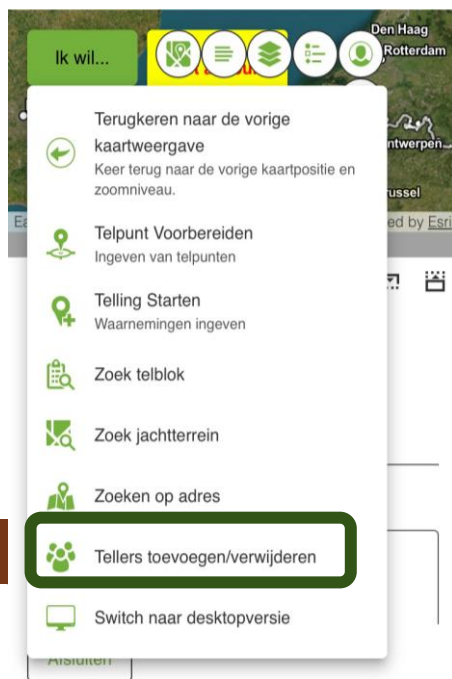 Den Haag
Ik wil...
Rotterdam
Terugkeren naar de vorige
kaartweergave
Keer terug naar de vorige kaartpositie en
zoomniveau.
ntwerpen
russel
ed by Esri
Telpunt Voorbereiden
Ingeven van telpunten
Telling Starten
Waarnemingen ingeven
Zoek telblok
Zoek jachtterrein
Zoeken op adres
Tellers toevoegen/verwijderen
Switch naar desktopversie
Afsluiten